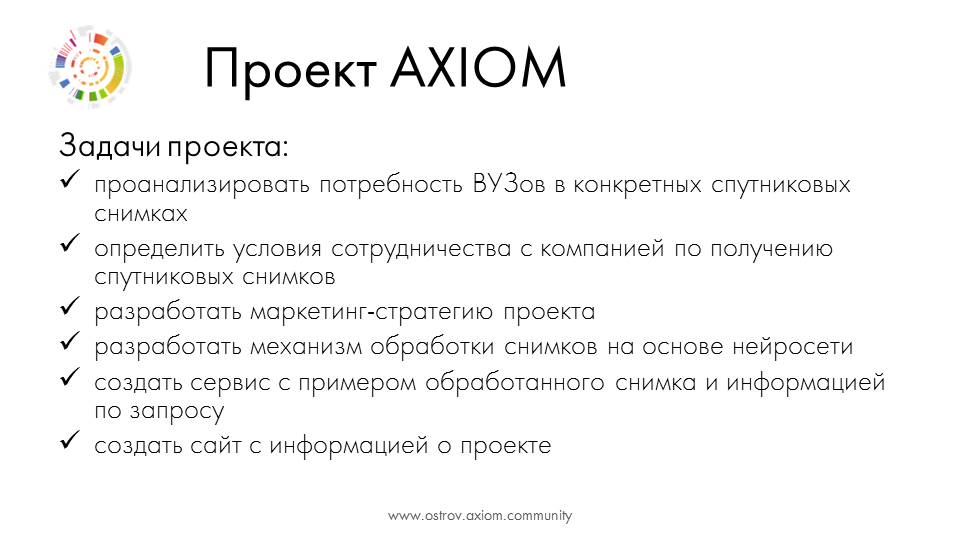 Проект AXIOM
Задачи проекта:
✓ проанализировать потребность ВУЗов в конкретных спутниковых
снимках
✓ определить условия сотрудничества с компанией по получению
спутниковых снимков
✓ разработать маркетинг-стратегию проекта
✓ разработать механизм обработки снимков на основе нейросети
✓ создать сервис с примером обработанного снимка и информацией
по запросу
✓ создать сайт с информацией о проекте
www.ostrov.axiom.community